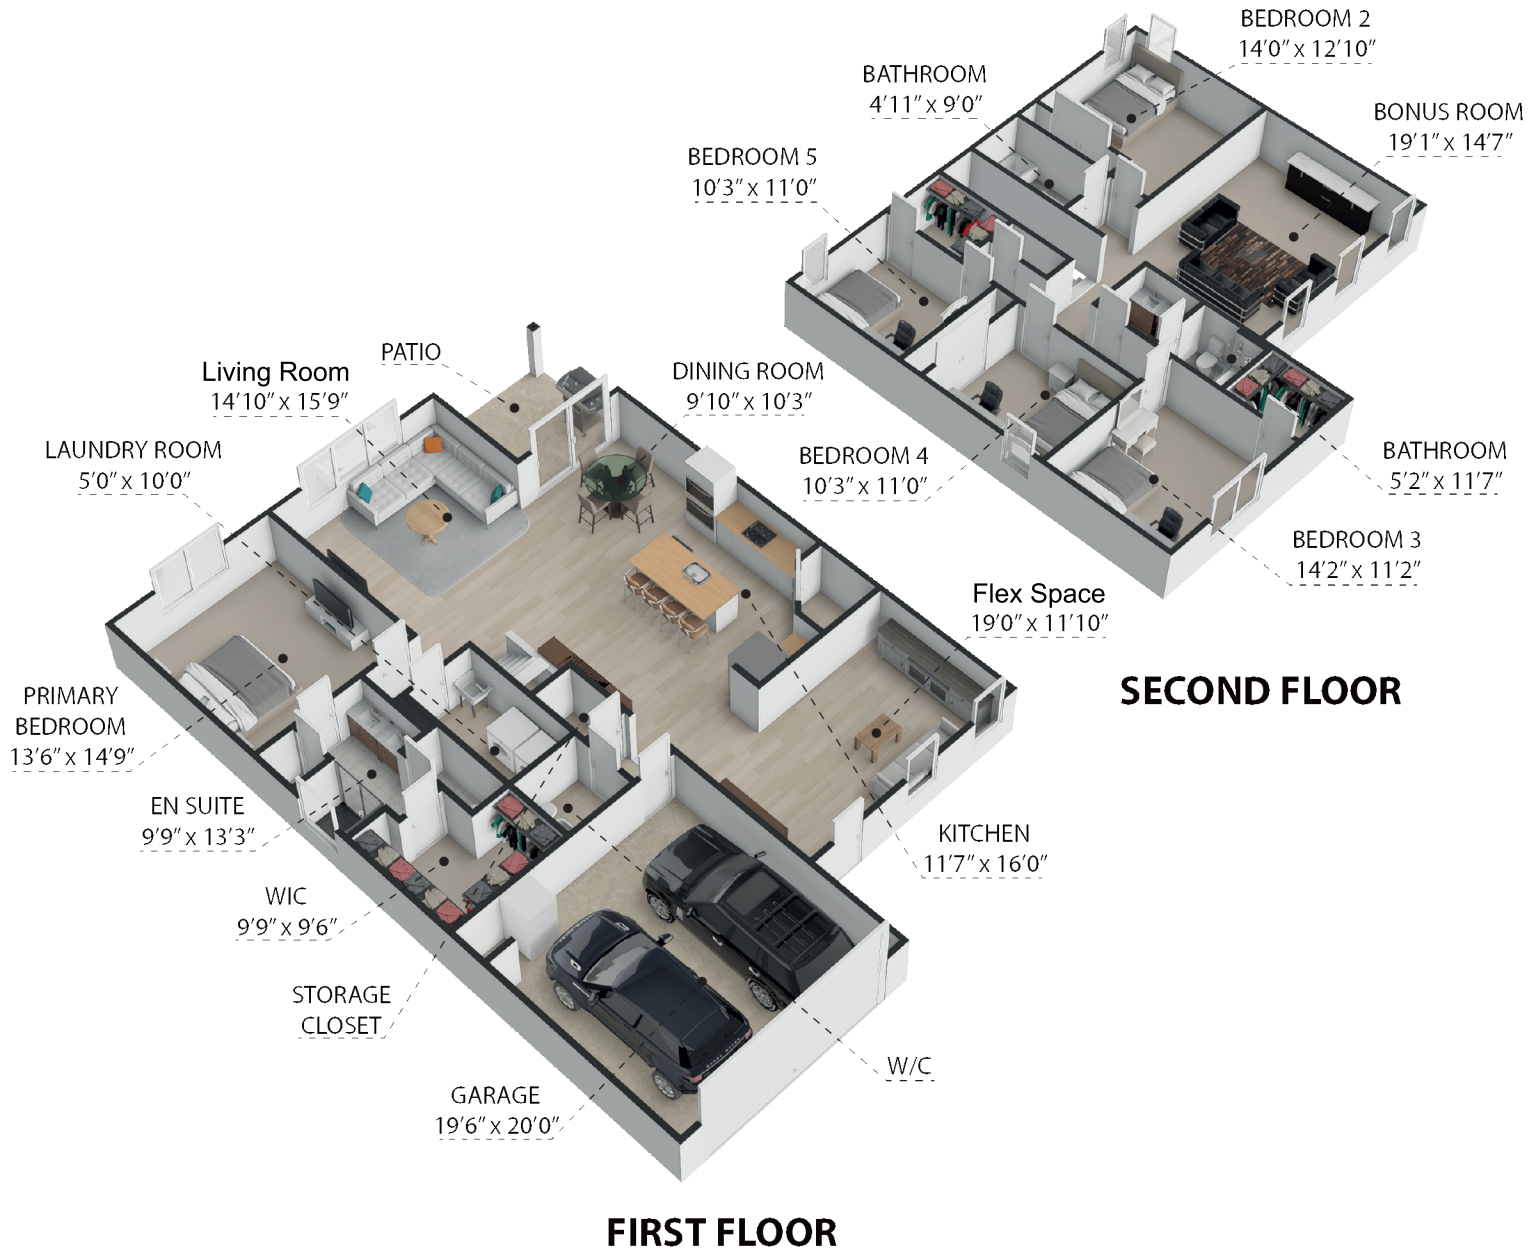 BEDROOM 2
14'0" x 12'10"
BATHROOM
4'11" x 9'0"
BONUS ROOM
19'1" x 14'7"
BEDROOM 5
10'3" x 11'0"
PATIO
Living Room
14'10" x 15'9"
DINING ROOM
9'10" x 10'3"
LAUNDRY ROOM
5'0" x 10'0"
BEDROOM 4
10'3" x 11'0"
BATHROOM
5'2" x 11'7"
BEDROOM 3
14'2" x 11'2"
Flex Space
19'0" x 11'10"
SECOND FLOOR
PRIMARY
BEDROOM
13'6" x 14'9"
EN SUITE
9'9" x 13'3"
KITCHEN
11'7" x 16'0"
WIC
9'9" x 9'6"
STORAGE
CLOSET
W/C
GARAGE
19'6" x 20'0"
FIRST FLOOR